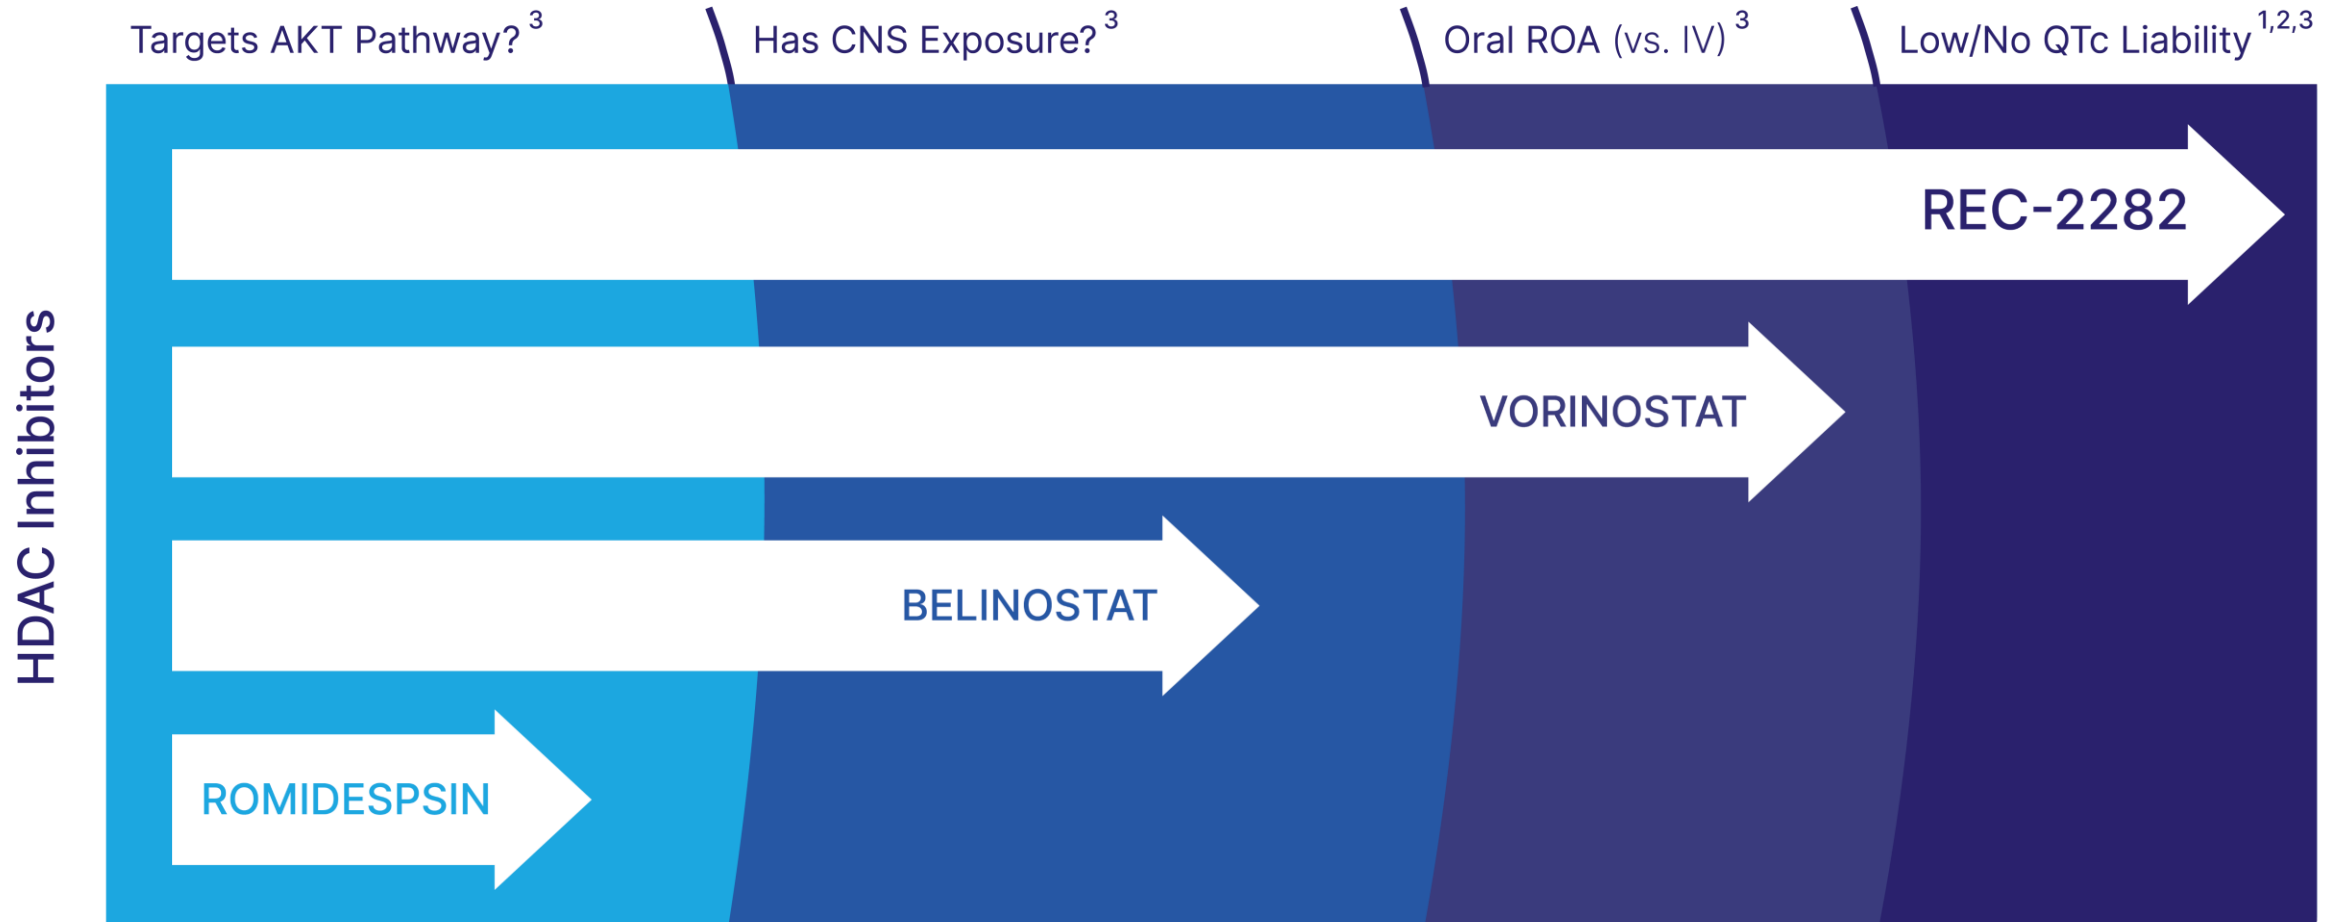 Targets AKT Pathway? 3
Has CNS Exposure? 3
Oral ROA (vs. IV) 3
Low/No QTc Liability 1,2,3
HDAC Inhibitors
REC-2282
VORINOSTAT
BELINOSTAT
ROMIDESPSIN